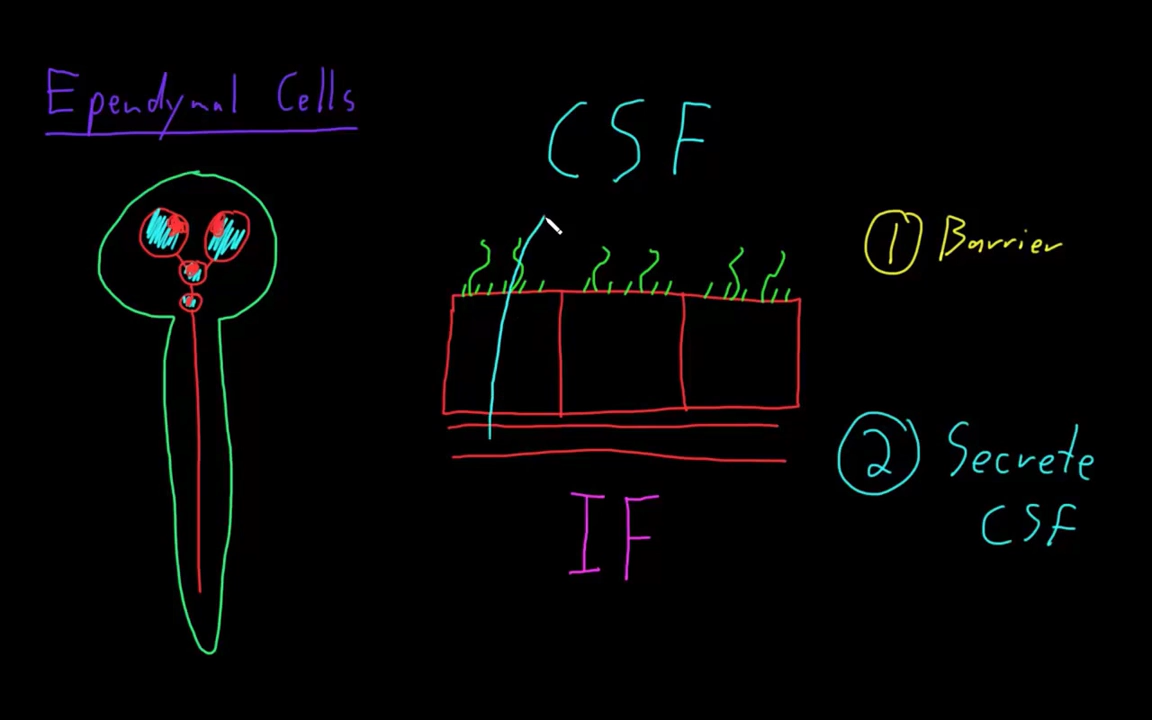 Ependymal Cells
CSF
1 Barrier
2 Secrete
CSF
IF